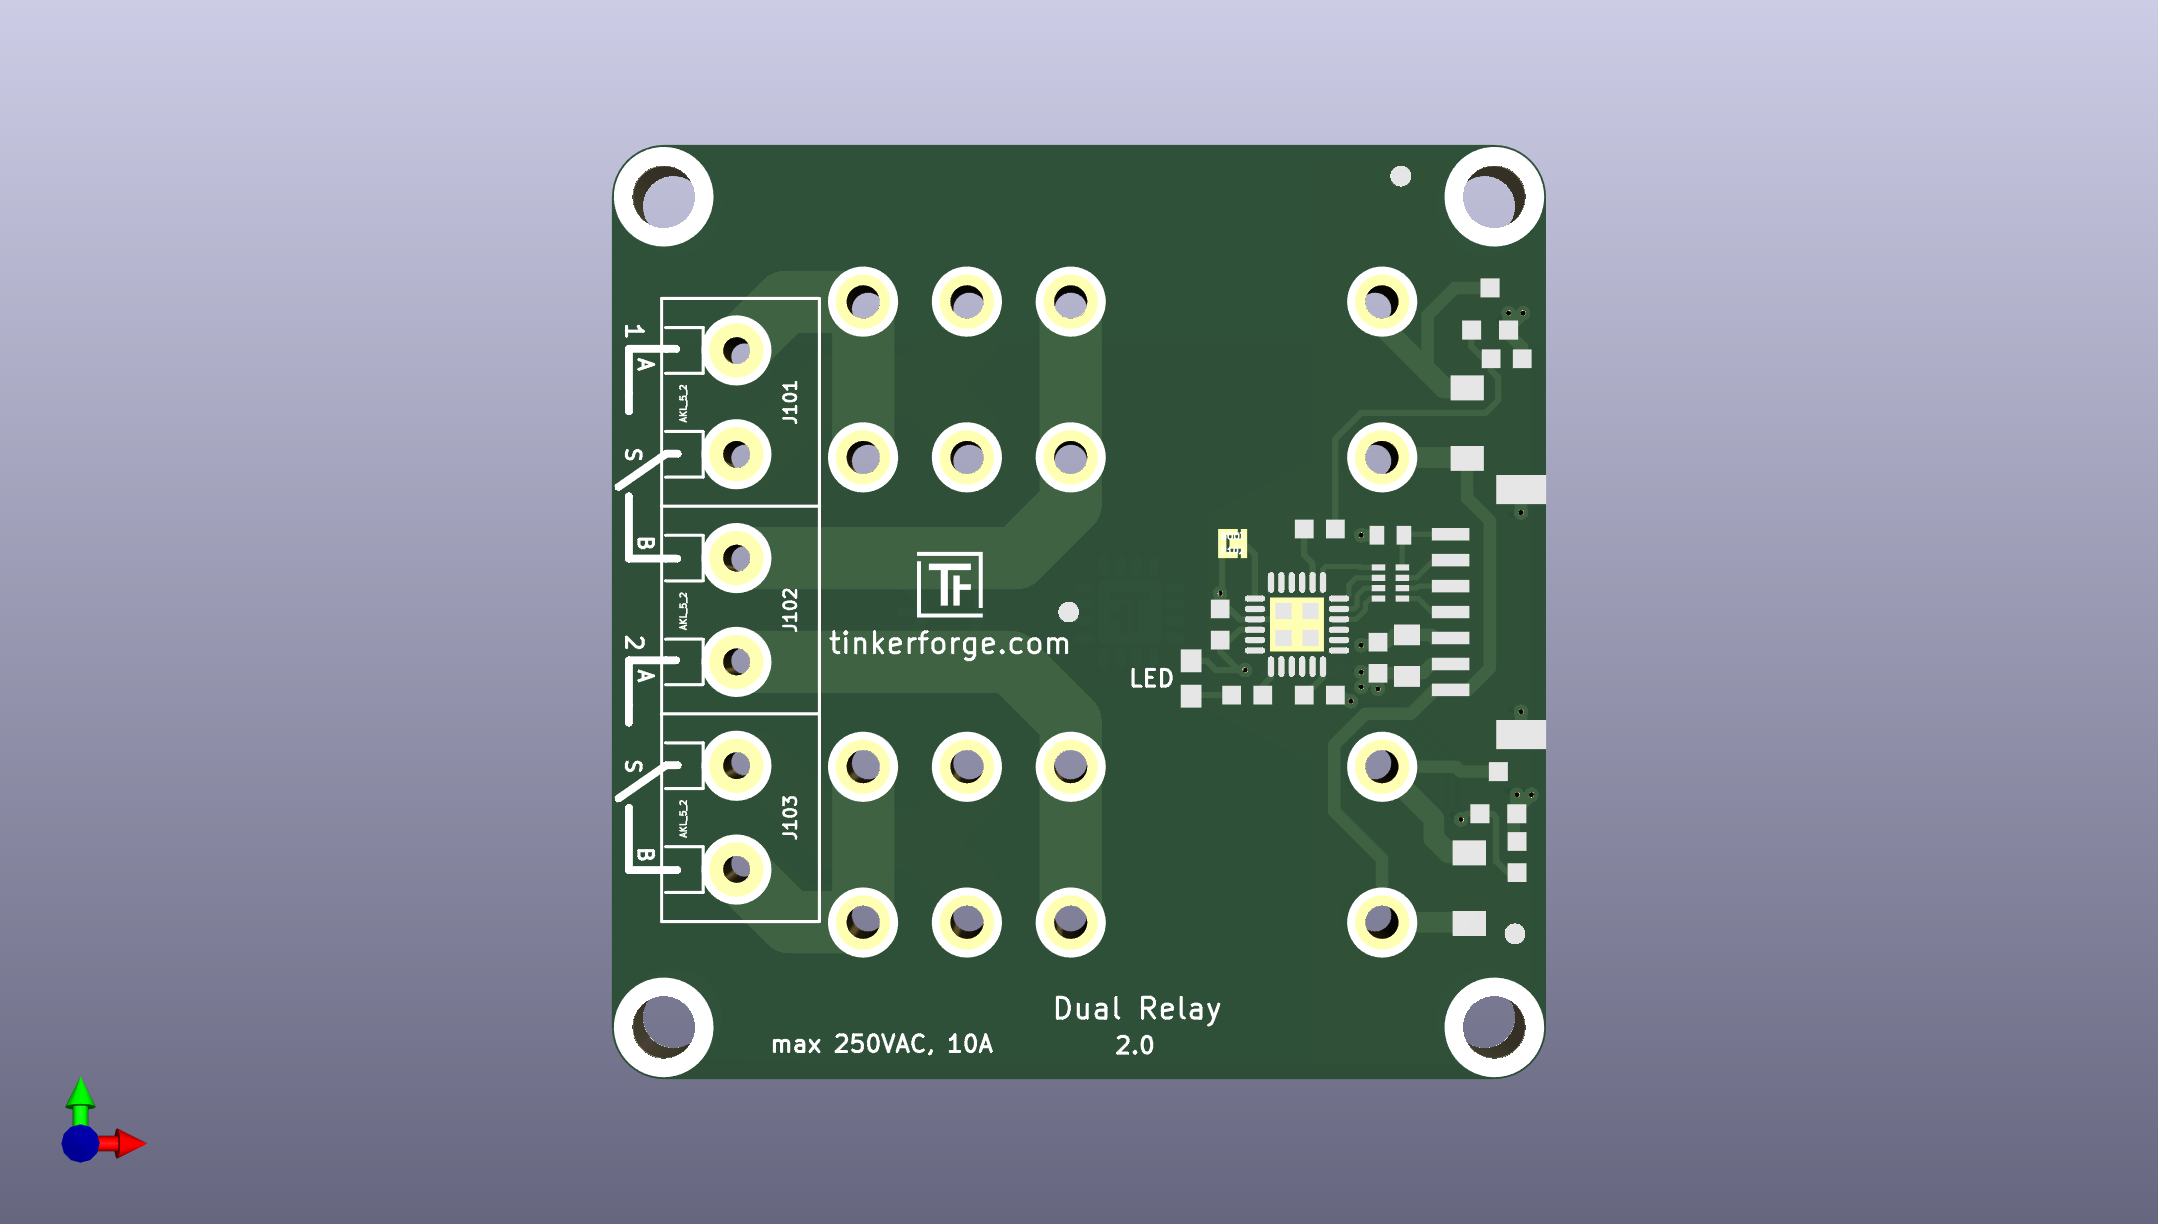 1
A
J101
AKL_5_2
S
B
TF
J102
AKL_5_2
tinkerforge.com
2
A
LED
S
J103
AKL_5_2
B
Dual Relay
max 250VAC, 10A
2.0